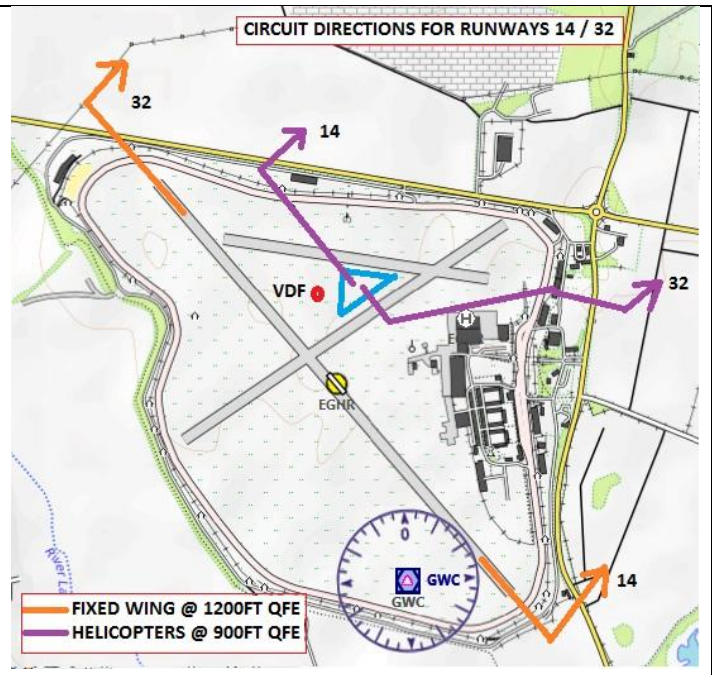 CIRCUIT DIRECTIONS FOR RUNWAYS 14 / 32
32
14
VDF
32
H
EGHR
0
GWC
GWC
14
FIXED WING @ 1200FT QFE
HELICOPTERS @ 900FT QFE